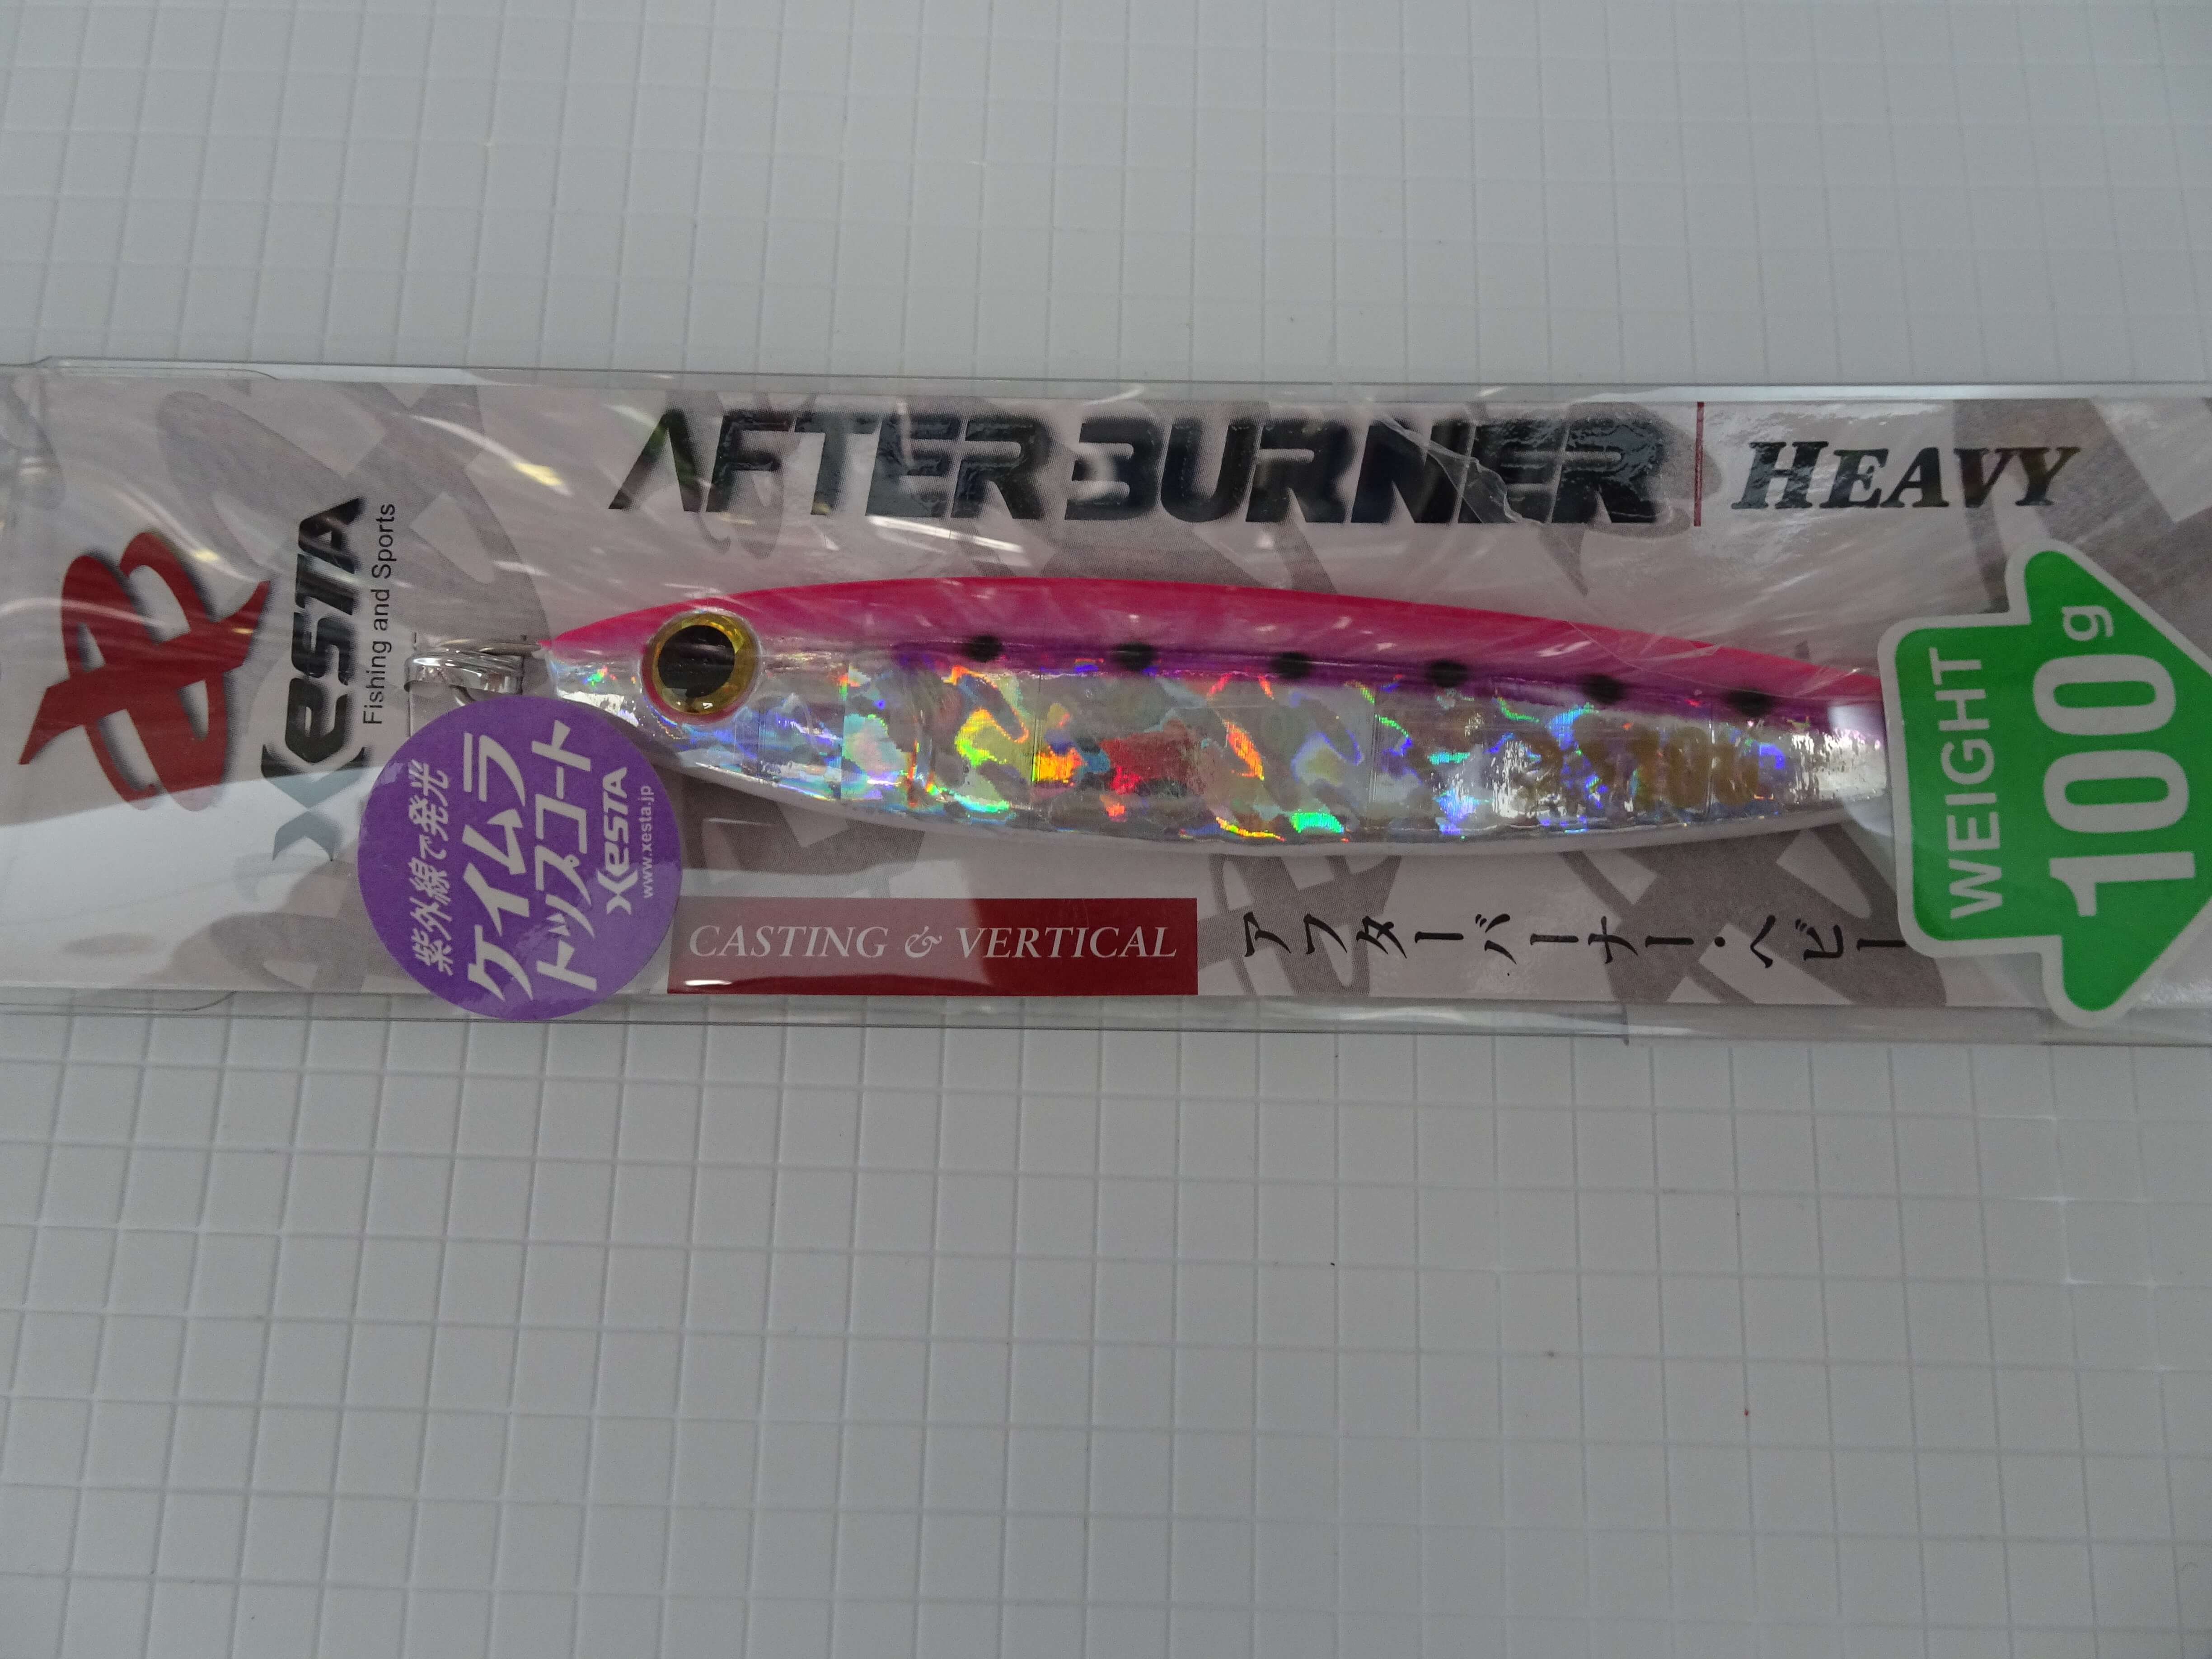 AFTER BURNER
HEAVY
XESTA
Fishing and Sports
WEIGHT
100g
紫外線で発光
ケイムラ
トップコート
XESTA
www.xesta.jp
CASTING & VERTICAL
アフターバーナー・ヘビー